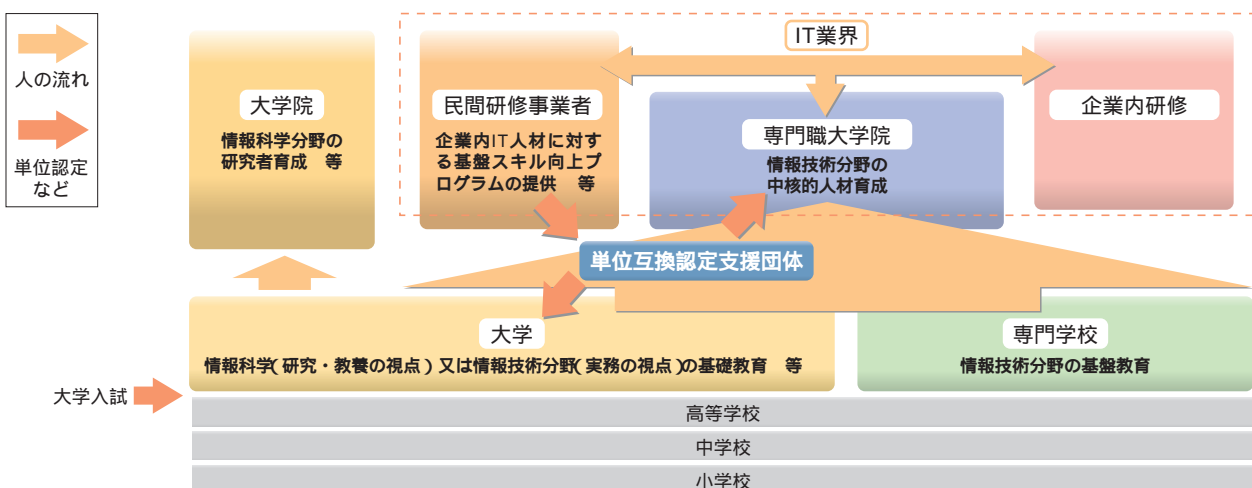 人の流れ
単位認定
など
IT業界
大学院
情報科学分野の
研究者育成　等
民間研修事業者
企業内IT人材に対す
る基盤スキル向上プ
ログラムの提供　等
専門職大学院
情報技術分野の
中核的人材育成
企業内研修
単位互換認定支援団体
大学
情報科学(研究・教養の視点)又は情報技術分野(実務の視点)の基礎教育　等
専門学校
情報技術分野の基盤教育
大学入試
高等学校
中学校
小学校